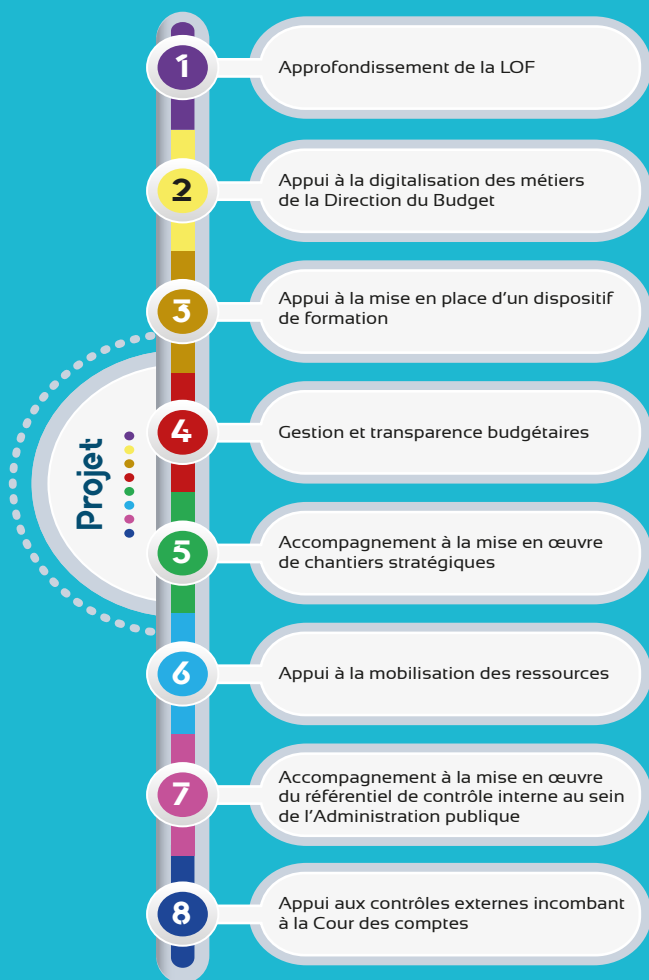 Projet
1
Approfondissement de la LOF
2
Appui à la digitalisation des métiers
de la Direction du Budget
3
Appui à la mise en place d'un dispositif
de formation
4
Gestion et transparence budgétaires
5
Accompagnement à la mise en œuvre
de chantiers stratégiques
6
Appui à la mobilisation des ressources
7
Accompagnement à la mise en œuvre
du référentiel de contrôle interne au sein
de l'Administration publique
8
Appui aux contrôles externes incombant
à la Cour des comptes